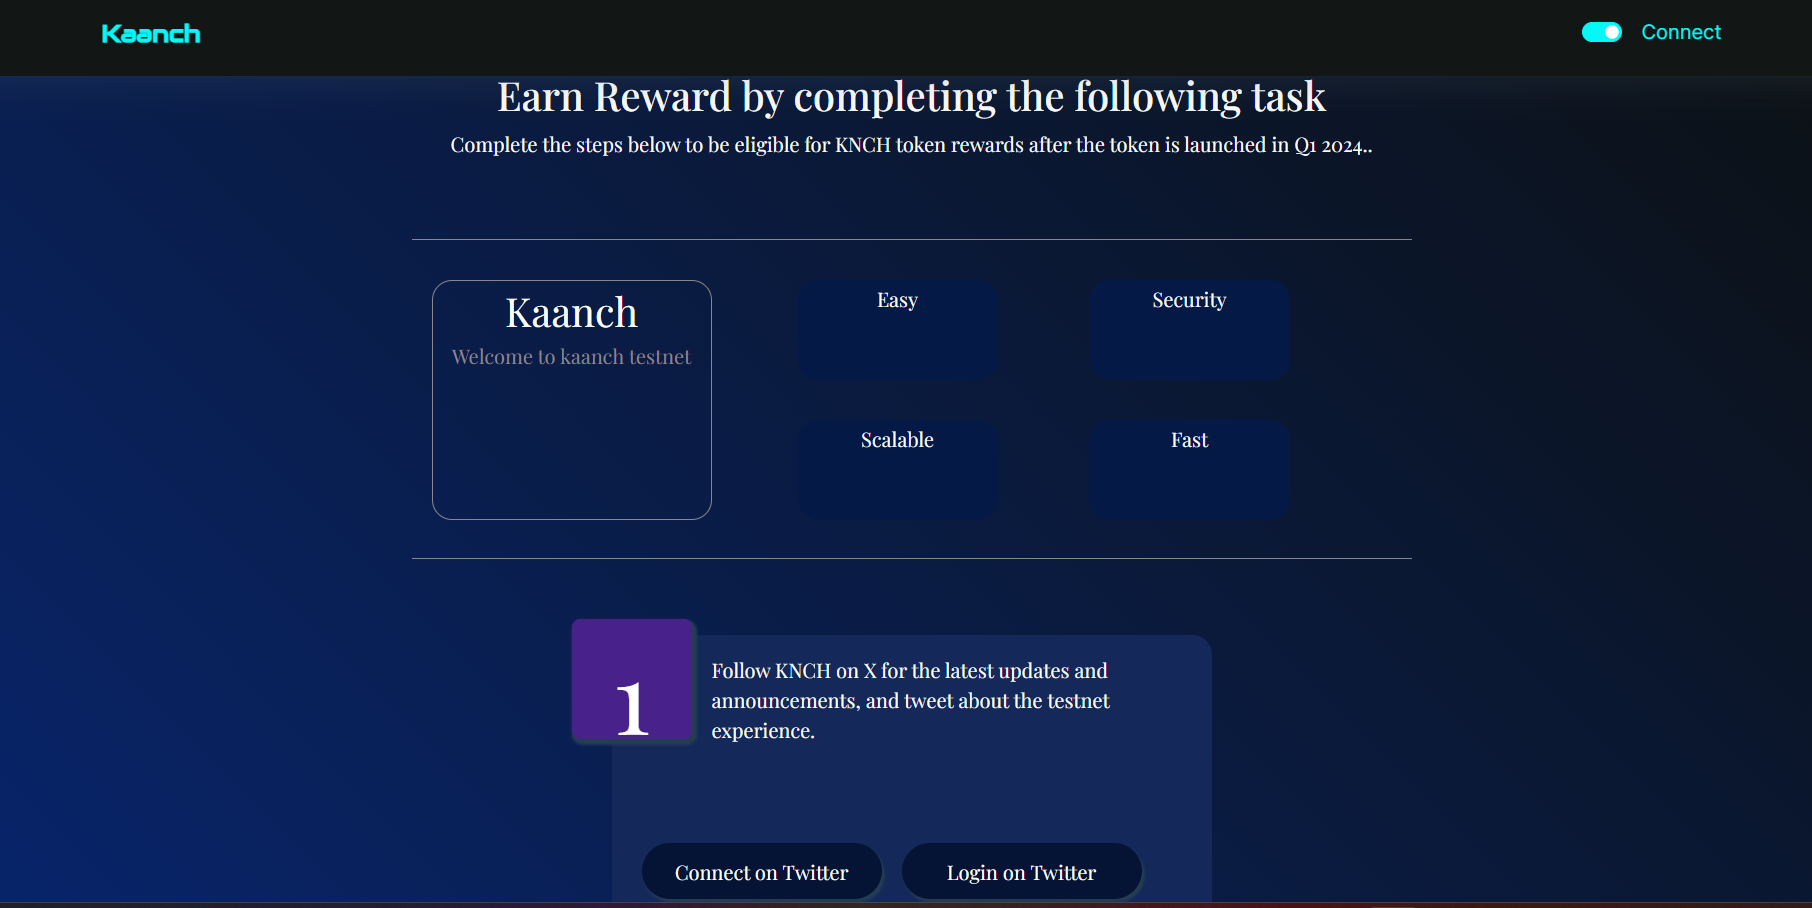 Kaanch
Connect
Earn Reward by completing the following task
Complete the steps below to be eligible for KNCH token rewards after the token is launched in Q1 2024..
Kaanch
Welcome to kaanch testnet
Easy
Security
Scalable
Fast
1
Follow KNCH on X for the latest updates and
announcements, and tweet about the testnet
experience.
Connect on Twitter
Login on Twitter